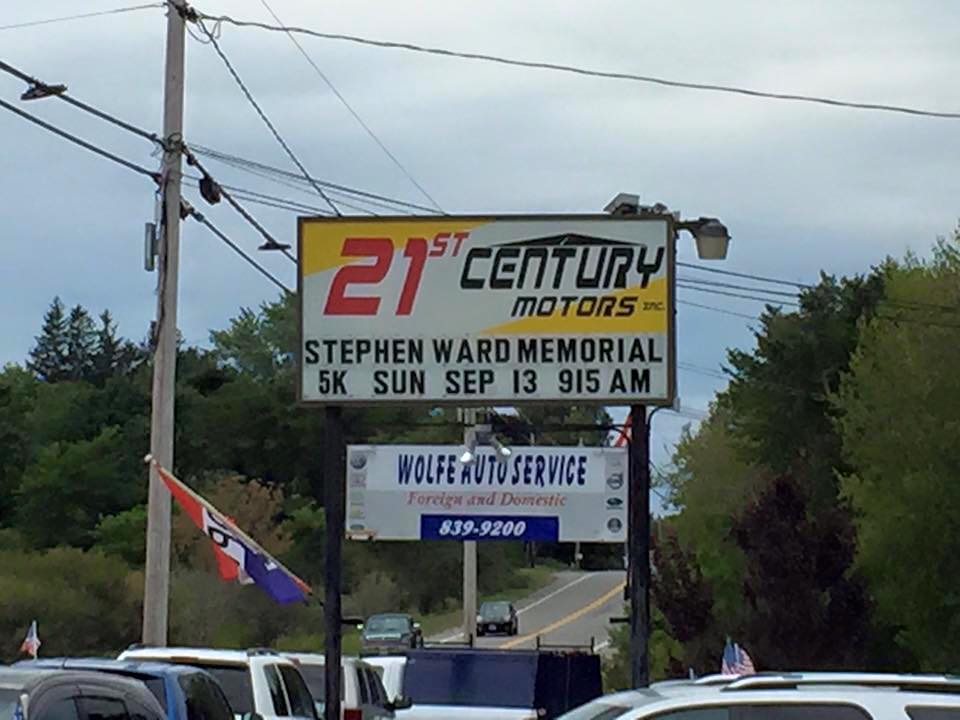 21ST CENTURY
MOTORS INC.
STEPHEN WARD MEMORIAL
5K SUN SEP 13 915 AM
WOLFE AUTO SERVICE
Foreign and Domestic
839-9200